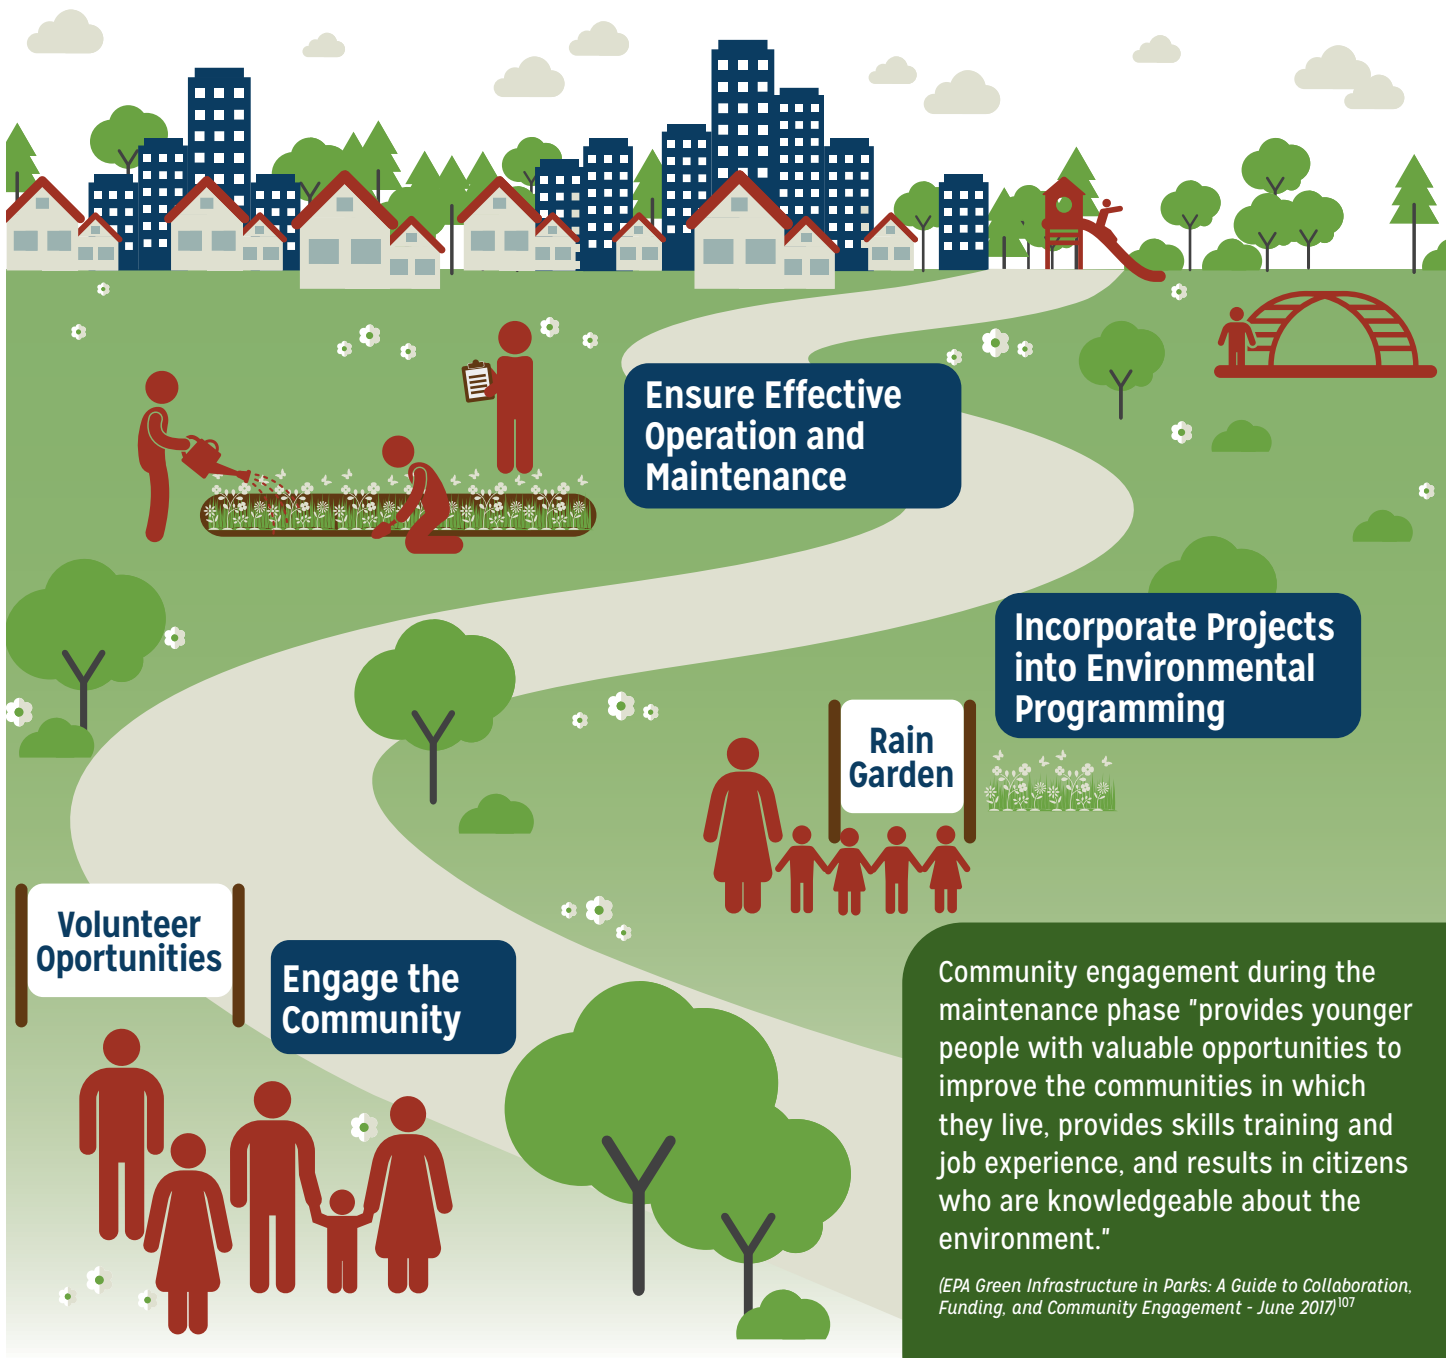 Ensure Effective
Operation and
Maintenance
Incorporate Projects
into Environmental
Programming
Rain
Garden
Volunteer
Oportunities
Engage the
Community
Community engagement during the
maintenance phase "provides younger
people with valuable opportunities to
improve the communities in which
they live, provides skills training and
job experience, and results in citizens
who are knowledgeable about the
environment."
(EPA Green Infrastructure in Parks: A Guide to Collaboration,
Funding, and Community Engagement - June 2017)107